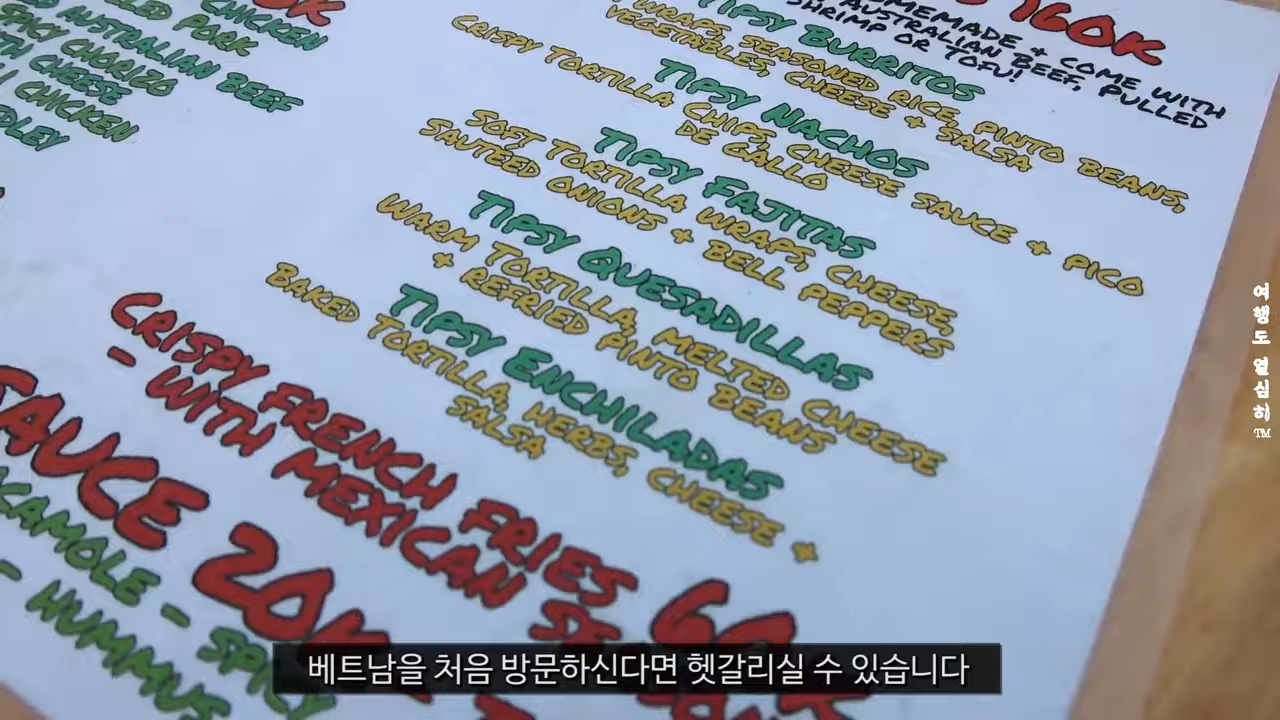 CHICKEN
PORK
AUSTRALIAN BEEF
SPICY CHORIZO
CHEESE
CHICKEN
160K
HOMEMADE & COME WITH
AUSTRALIAN BEEF, PULLED
SHRIMP OR TOFU!
TIPSY BURRITOS
WRAPS, SEASONED RICE, PINTO BEANS,
VEGETABLES, CHEESE & SALSA
TIPSY NACHOS
CRISPY TORTILLA CHIPS, CHEESE SAUCE & PICO
DE GALLO
TIPSY FAJITAS
SOFT TORTILLA WRAPS, CHEESE,
SAUTEED ONIONS & BELL PEPPERS
TIPSY QUESADILLAS
WARM TORTILLA, MELTED CHEESE
& REFRIED PINTO BEANS
TIPSY ENCHILADAS
BAKED TORTILLA, HERBS, CHEESE &
SALSA
CRISPY FRENCH FRIES
- WITH MEXICAN
SAUCE 20K
- HUMMUS
베트남을 처음 방문하신다면 헷갈리실 수 있습니다
여행도 열심히™